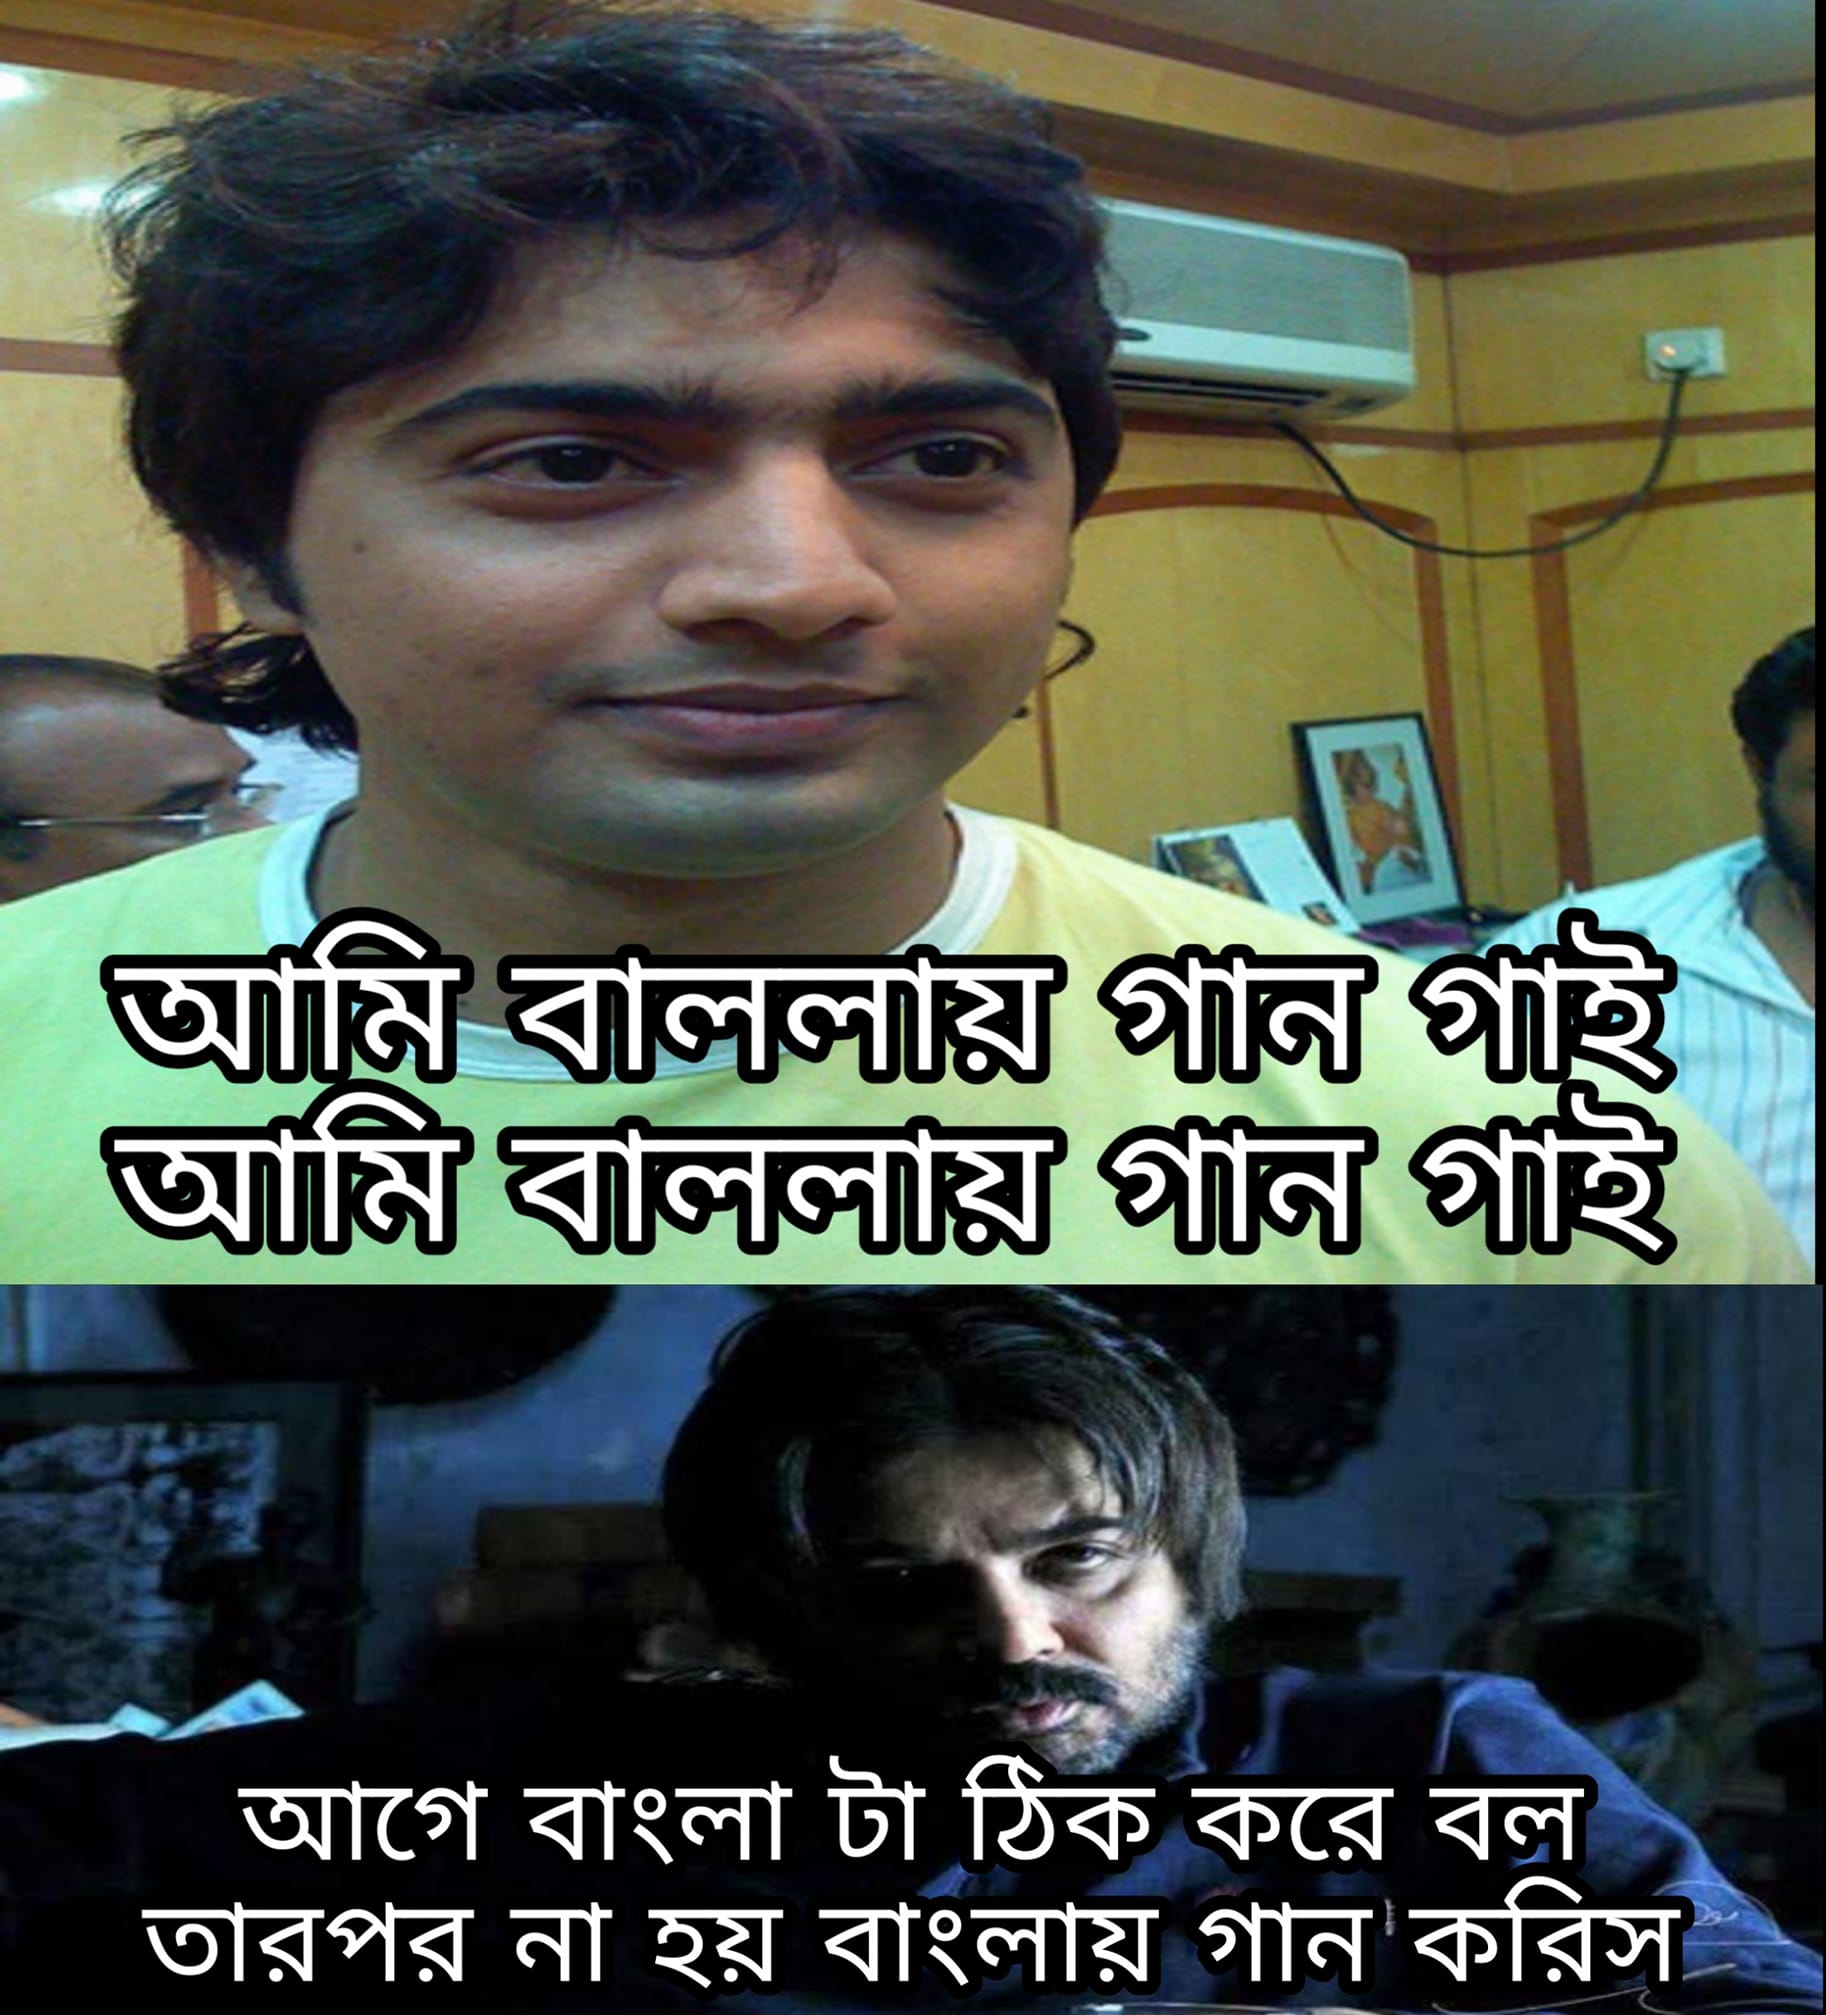 আমি বাললায় গান গাই
আমি বাললায় গান গাই
আগে বাংলা টা ঠিক করে বল
তারপর না হয় বাংলায় গান করিস